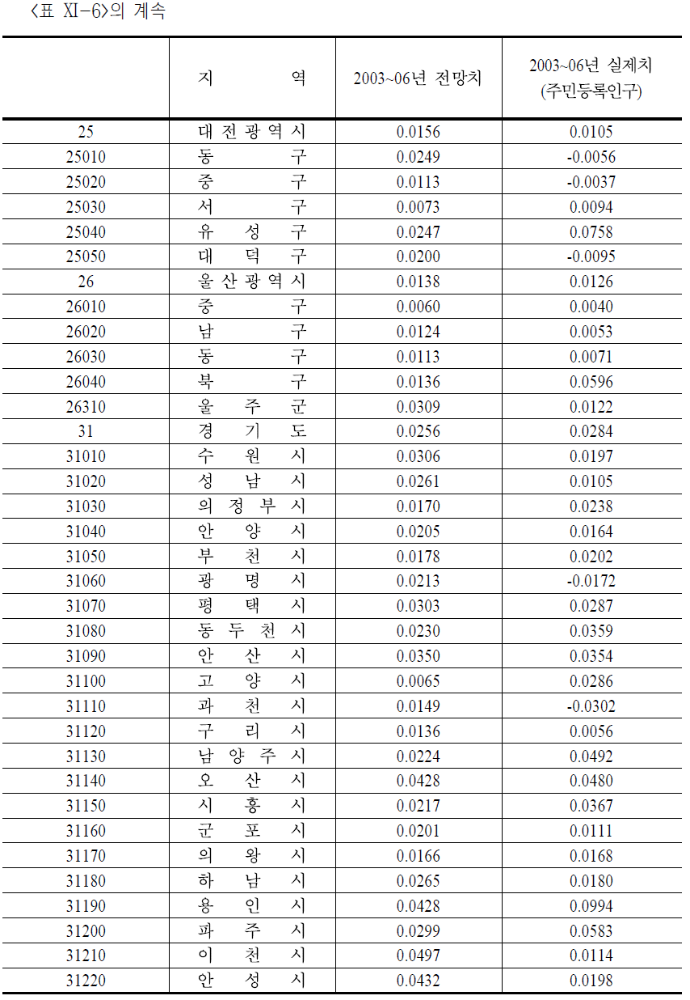 <표 Ⅺ-6>의 계속
지 역 2003~06년 전망치 2003~06년 실제치
(주민등록인구)
25 대전광역시 0.0156 0.0105
25010 동 구 0.0249 -0.0056
25020 중 구 0.0113 -0.0037
25030 서 구 0.0073 0.0094
25040 유 성 구 0.0247 0.0758
25050 대 덕 구 0.0200 -0.0095
26 울산광역시 0.0138 0.0126
26010 중 구 0.0060 0.0040
26020 남 구 0.0124 0.0053
26030 동 구 0.0113 0.0071
26040 북 구 0.0136 0.0596
26310 울 주 군 0.0309 0.0122
31 경 기 도 0.0256 0.0284
31010 수 원 시 0.0306 0.0197
31020 성 남 시 0.0261 0.0105
31030 의 정 부 시 0.0170 0.0238
31040 안 양 시 0.0205 0.0164
31050 부 천 시 0.0178 0.0202
31060 광 명 시 0.0213 -0.0172
31070 평 택 시 0.0303 0.0287
31080 동 두 천 시 0.0230 0.0359
31090 안 산 시 0.0350 0.0354
31100 고 양 시 0.0065 0.0286
31110 과 천 시 0.0149 -0.0302
31120 구 리 시 0.0136 0.0056
31130 남 양 주 시 0.0224 0.0492
31140 오 산 시 0.0428 0.0480
31150 시 흥 시 0.0217 0.0367
31160 군 포 시 0.0201 0.0111
31170 의 왕 시 0.0166 0.0168
31180 하 남 시 0.0265 0.0180
31190 용 인 시 0.0428 0.0994
31200 파 주 시 0.0299 0.0583
31210 이 천 시 0.0497 0.0114
31220 안 성 시 0.0432 0.0198